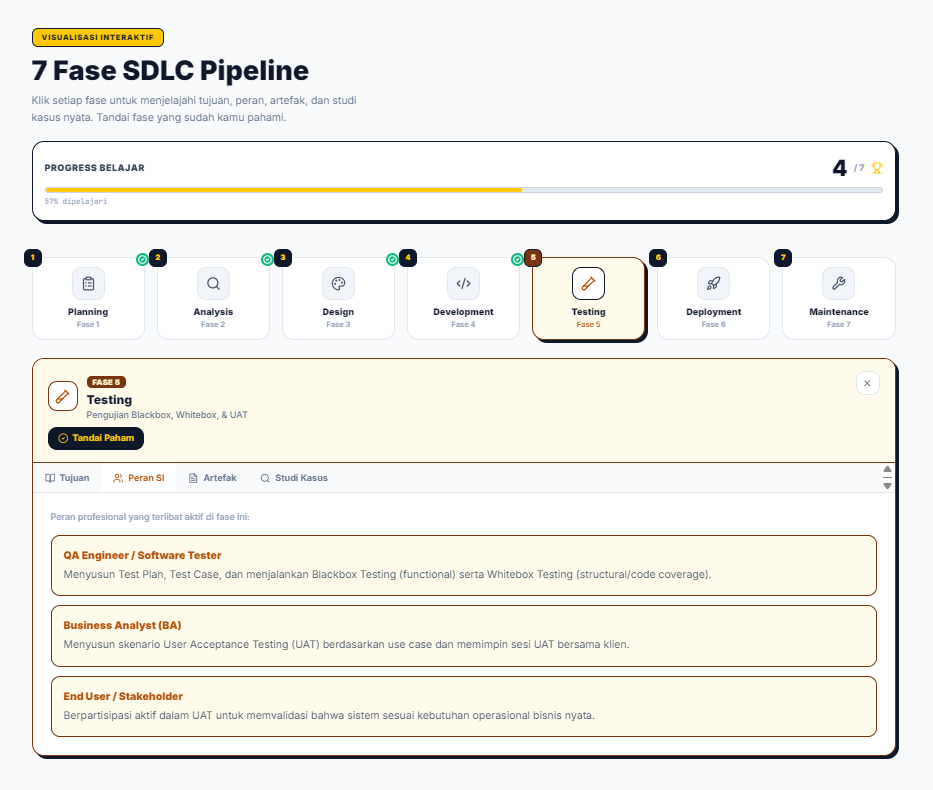 VISUALISASI INTERAKTIF
7 Fase SDLC Pipeline
Klik setiap fase untuk menjelajahi tujuan, peran, artefak, dan studi
kasus nyata. Tandai fase yang sudah kamu pahami.
PROGRESS BELAJAR
4 / 7
57% dipelajari
1
2
3
4
5
6
7
Planning
Analysis
Design
Development
Testing
Deployment
Maintenance
Fase 1
Fase 2
Fase 3
Fase 4
Fase 5
Fase 6
Fase 7
FASE 5
Testing
Pengujian Blackbox, Whitebox, & UAT
Tandai Paham
Tujuan
Peran SI
Artefak
Studi Kasus
Peran profesional yang terlibat aktif di fase ini:
QA Engineer / Software Tester
Menyusun Test Plan, Test Case, dan menjalankan Blackbox Testing (functional) serta Whitebox Testing (structural/code coverage).
Business Analyst (BA)
Menyusun skenario User Acceptance Testing (UAT) berdasarkan use case dan memimpin sesi UAT bersama klien.
End User / Stakeholder
Berpartisipasi aktif dalam UAT untuk memvalidasi bahwa sistem sesuai kebutuhan operasional bisnis nyata.